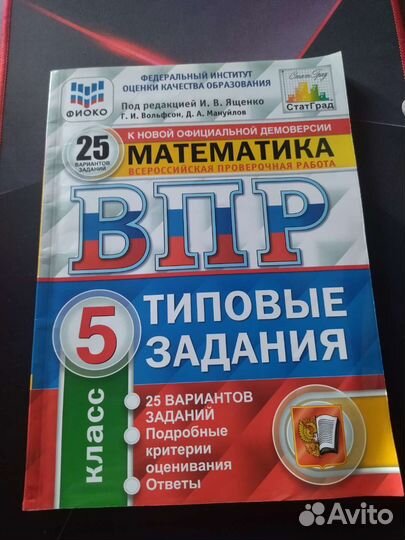 ФЕДЕРАЛЬНЫЙ ИНСТИТУТ
ОЦЕНКИ КАЧЕСТВА ОБРАЗОВАНИЯ
ФИОКО
Под редакцией И. В. Ященко
Г. И. Вольфсон, Д. А. Мануйлов
СтатГрад
К НОВОЙ ОФИЦИАЛЬНОЙ ДЕМОВЕРСИИ
25
ВАРИАНТОВ
ЗАДАНИЙ
МАТЕМАТИКА
ВСЕРОССИЙСКАЯ ПРОВЕРОЧНАЯ РАБОТА
ВПР
5
класс
ТИПОВЫЕ
ЗАДАНИЯ
25 ВАРИАНТОВ
ЗАДАНИЙ
Подробные
критерии
оценивания
Ответы
Avito